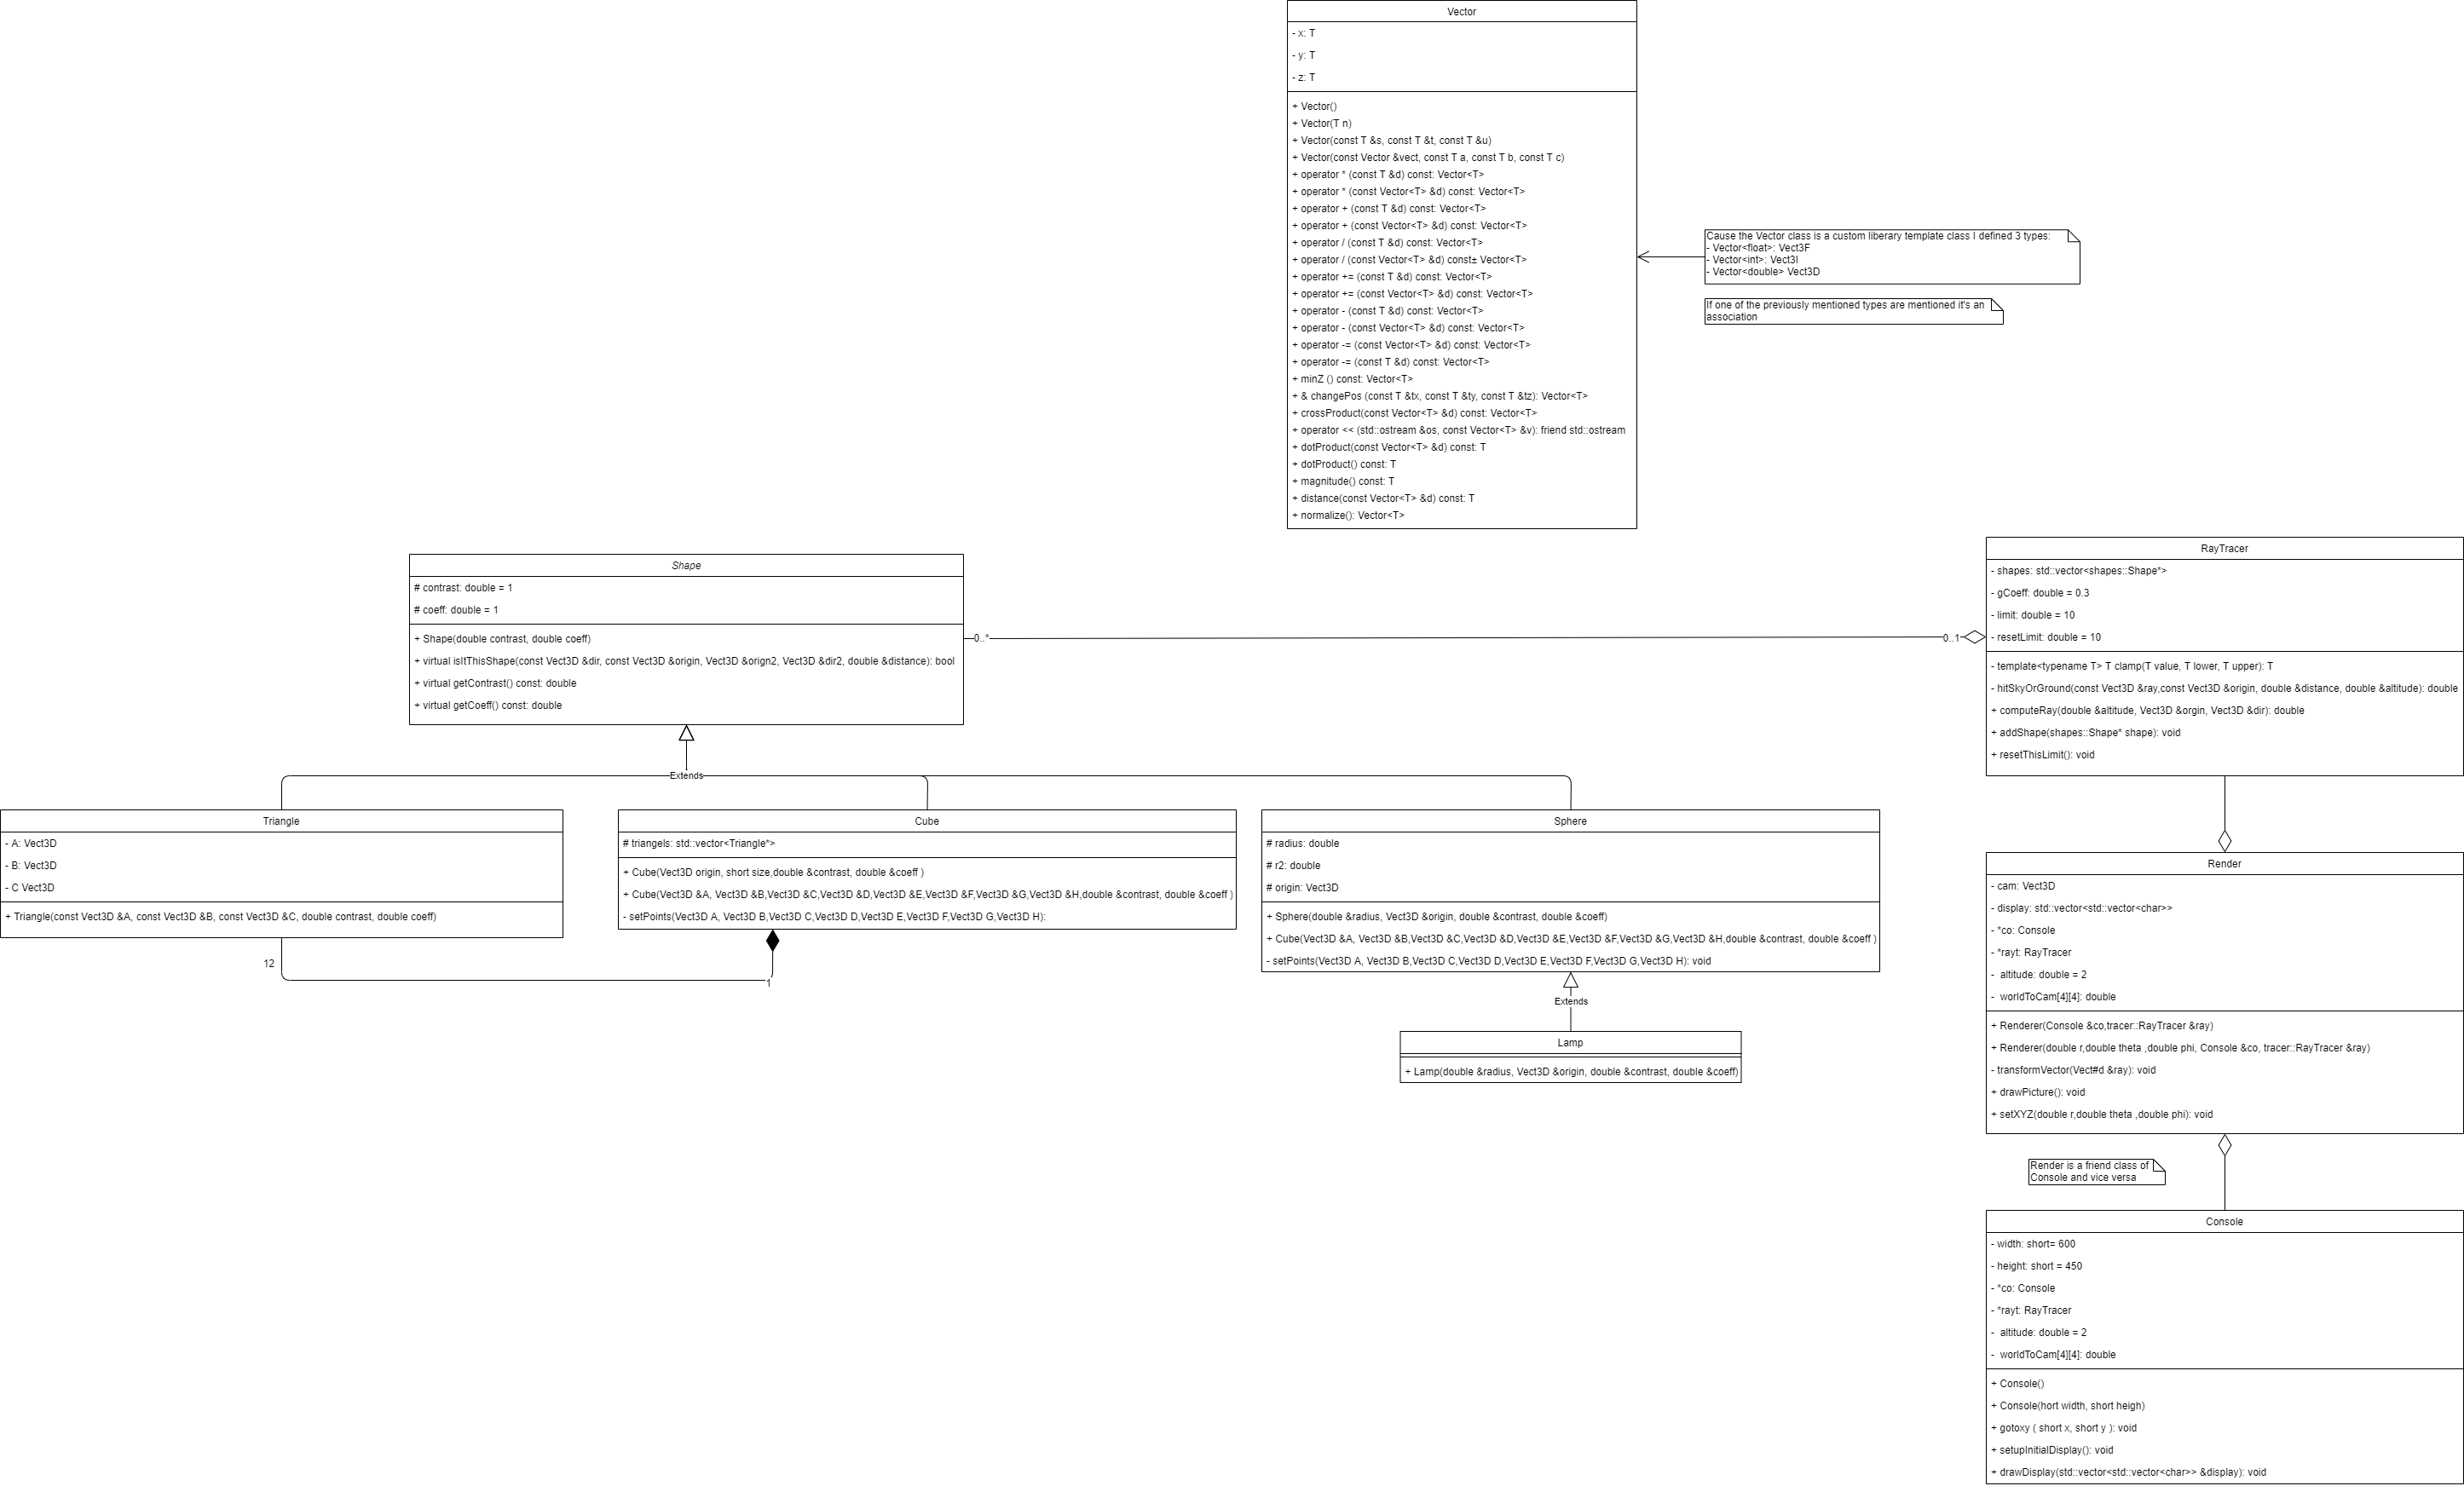 Vector
- x: T
- y: T
- z: T
+ Vector()
+ Vector(T n)
+ Vector(const T &s, const T &t, const T &u)
+ Vector(const Vector &vect, const T a, const T b, const T c)
+ operator * (const T &d) const: Vector<T>
+ operator * (const Vector<T> &d) const: Vector<T>
+ operator + (const T &d) const: Vector<T>
+ operator + (const Vector<T> &d) const: Vector<T>
+ operator / (const T &d) const: Vector<T>
+ operator / (const Vector<T> &d) const± Vector<T>
+ operator += (const T &d) const: Vector<T>
+ operator += (const Vector<T> &d) const: Vector<T>
+ operator - (const T &d) const: Vector<T>
+ operator - (const Vector<T> &d) const: Vector<T>
+ operator -= (const Vector<T> &d) const: Vector<T>
+ operator -= (const T &d) const: Vector<T>
+ minZ () const: Vector<T>
+ & changePos (const T &tx, const T &ty, const T &tz): Vector<T>
+ crossProduct(const Vector<T> &d) const: Vector<T>
+ operator << (std::ostream &os, const Vector<T> &v): friend std::ostream
+ dotProduct(const Vector<T> &d) const: T
+ dotProduct() const: T
+ magnitude() const: T
+ distance(const Vector<T> &d) const: T
+ normalize(): Vector<T>
Cause the Vector class is a custom liberary template class I defined 3 types:
- Vector<float>: Vect3F
- Vector<int>: Vect3I
- Vector<double> Vect3D
If one of the previously mentioned types are mentioned it's an
association
Shape
# contrast: double = 1
# coeff: double = 1
+ Shape(double contrast, double coeff)
+ virtual isItThisShape(const Vect3D &dir, const Vect3D &origin, Vect3D &orign2, Vect3D &dir2, double &distance): bool
+ virtual getContrast() const: double
+ virtual getCoeff() const: double
0..*
0..1
RayTracer
- shapes: std::vector<shapes::Shape*>
- gCoeff: double = 0.3
- limit: double = 10
- resetLimit: double = 10
- template<typename T> T clamp(T value, T lower, T upper): T
- hitSkyOrGround(const Vect3D &ray,const Vect3D &origin, double &distance, double &altitude): double
+ computeRay(double &altitude, Vect3D &orgin, Vect3D &dir): double
+ addShape(shapes::Shape* shape): void
+ resetThisLimit(): void
Extends
Triangle
- A: Vect3D
- B: Vect3D
- C Vect3D
+ Triangle(const Vect3D &A, const Vect3D &B, const Vect3D &C, double contrast, double coeff)
12
1
Cube
# triangels: std::vector<Triangle*>
+ Cube(Vect3D origin, short size,double &contrast, double &coeff )
+ Cube(Vect3D &A, Vect3D &B,Vect3D &C,Vect3D &D,Vect3D &E,Vect3D &F,Vect3D &G,Vect3D &H,double &contrast, double &coeff )
- setPoints(Vect3D A, Vect3D B,Vect3D C,Vect3D D,Vect3D E,Vect3D F,Vect3D G,Vect3D H):
Sphere
# radius: double
# r2: double
# origin: Vect3D
+ Sphere(double &radius, Vect3D &origin, double &contrast, double &coeff)
+ Cube(Vect3D &A, Vect3D &B,Vect3D &C,Vect3D &D,Vect3D &E,Vect3D &F,Vect3D &G,Vect3D &H,double &contrast, double &coeff )
- setPoints(Vect3D A, Vect3D B,Vect3D C,Vect3D D,Vect3D E,Vect3D F,Vect3D G,Vect3D H): void
Extends
Lamp
+ Lamp(double &radius, Vect3D &origin, double &contrast, double &coeff)
Render
- cam: Vect3D
- display: std::vector<std::vector<char>>
- *co: Console
- *rayt: RayTracer
- altitude: double = 2
- worldToCam[4][4]: double
+ Renderer(Console &co,tracer::RayTracer &ray)
+ Renderer(double r,double theta ,double phi, Console &co, tracer::RayTracer &ray)
- transformVector(Vect#d &ray): void
+ drawPicture(): void
+ setXYZ(double r,double theta ,double phi): void
Render is a friend class of
Console and vice versa
Console
- width: short= 600
- height: short = 450
- *co: Console
- *rayt: RayTracer
- altitude: double = 2
- worldToCam[4][4]: double
+ Console()
+ Console(hort width, short heigh)
+ gotoxy ( short x, short y ): void
+ setupInitialDisplay(): void
+ drawDisplay(std::vector<std::vector<char>> &display): void